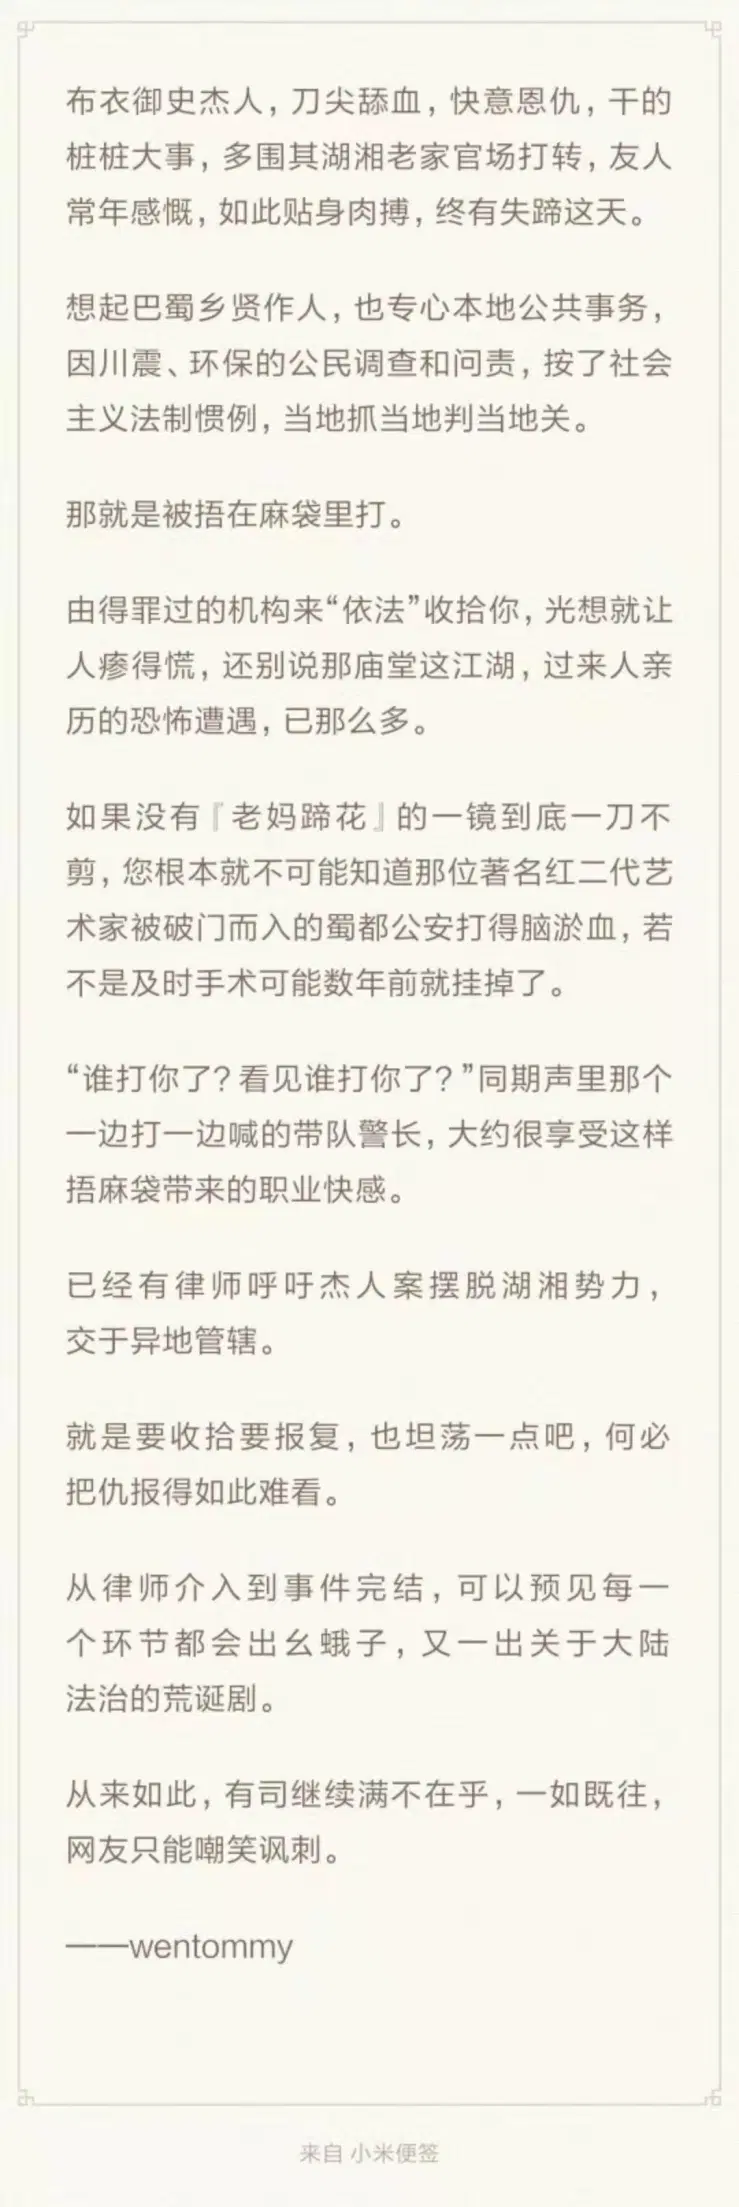 布衣御史杰人，刀尖舔血，快意恩仇，干的
桩桩大事，多围其湖湘老家官场打转，友人
常年感慨，如此贴身肉搏，终有失蹄这天。
想起巴蜀乡贤作人，也专心本地公共事务，
因川震、环保的公民调查和问责，按了社会
主义法制惯例，当地抓当地判当地关。
那就是被捂在麻袋里打。
由得罪过的机构来“依法”收拾你，光想就让
人瘆得慌，还别说那庙堂这江湖，过来人亲
历的恐怖遭遇，已那么多。
如果没有『老妈蹄花』的一镜到底一刀不
剪，您根本就不可能知道那位著名红二代艺
术家被破门而入的蜀都公安打得脑淤血，若
不是及时手术可能数年前就挂掉了。
“谁打你了？看见谁打你了？”同期声里那个
一边打一边喊的带队警长，大约很享受这样
捂麻袋带来的职业快感。
已经有律师呼吁杰人案摆脱湖湘势力，
交于异地管辖。
就是要收拾要报复，也坦荡一点吧，何必
把仇报得如此难看。
从律师介入到事件完结，可以预见每一
个环节都会出幺蛾子，又一出关于大陆
法治的荒诞剧。
从来如此，有司继续满不在乎，一如既往，
网友只能嘲笑讽刺。
——wentommy
来自 小米便签